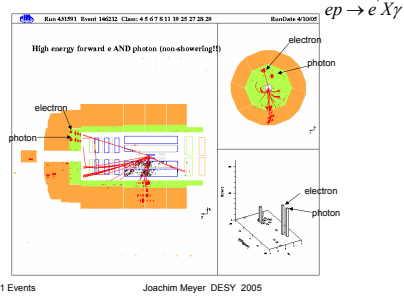 Run 431591 Event 146212 Class: 4 5 6 7 8 11 19 25 27 28 29 RunDate 4/10/05
ep → e X γ
High energy forward e AND photon (non-showering!!)
electron
photon
electron
photon
electron
photon
1 Events Joachim Meyer DESY 2005